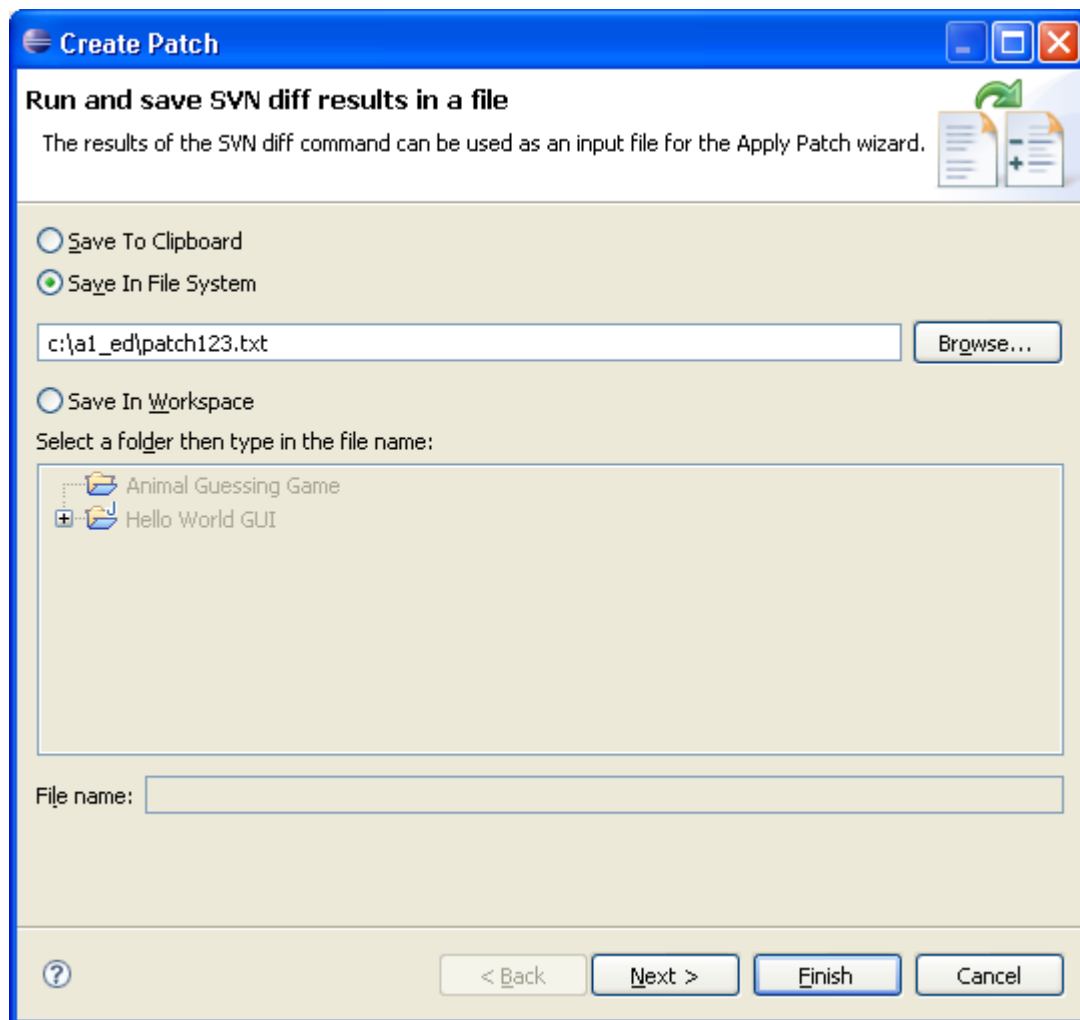 Create Patch
Run and save SVN diff results in a file
The results of the SVN diff command can be used as an input file for the Apply Patch wizard.
Save To Clipboard
Save In File System
c:\a1_ed\patch123.txt
Browse...
Save In Workspace
Select a folder then type in the file name:
Animal Guessing Game
Hello World GUI
File name:
< Back Next > Finish Cancel